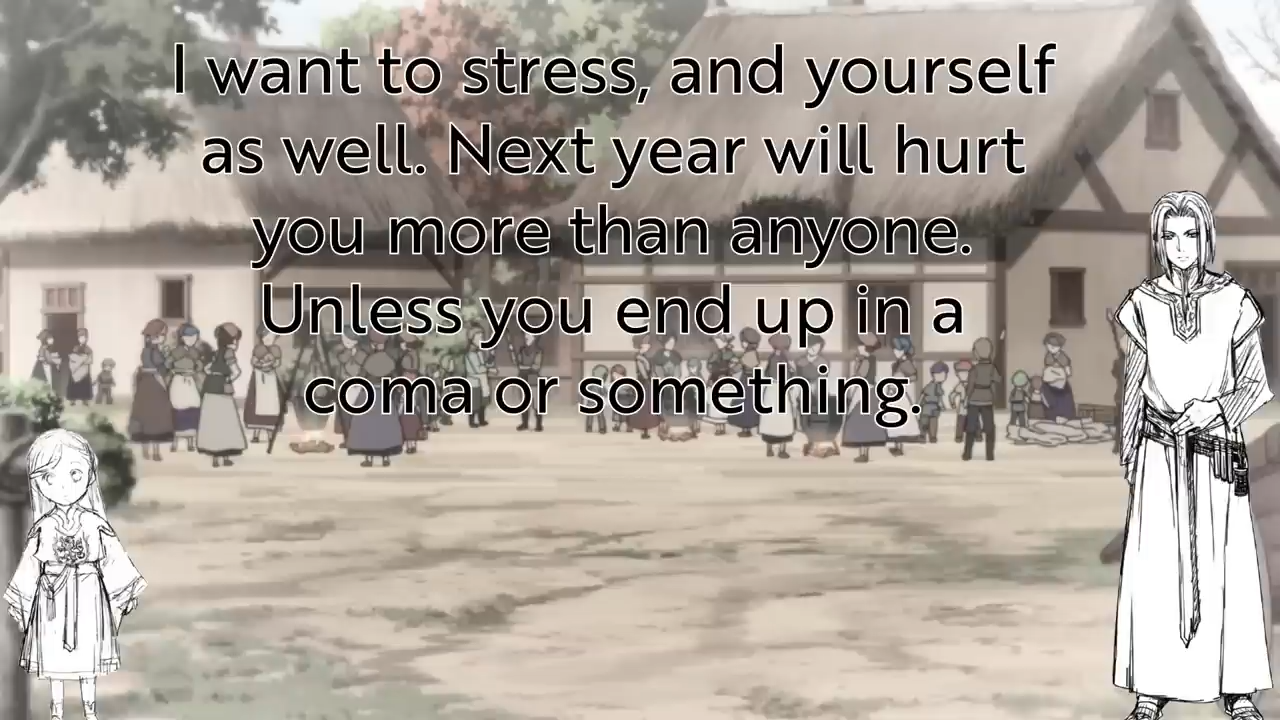 I want to stress, and yourself
as well. Next year will hurt
you more than anyone.
Unless you end up in a
coma or something.